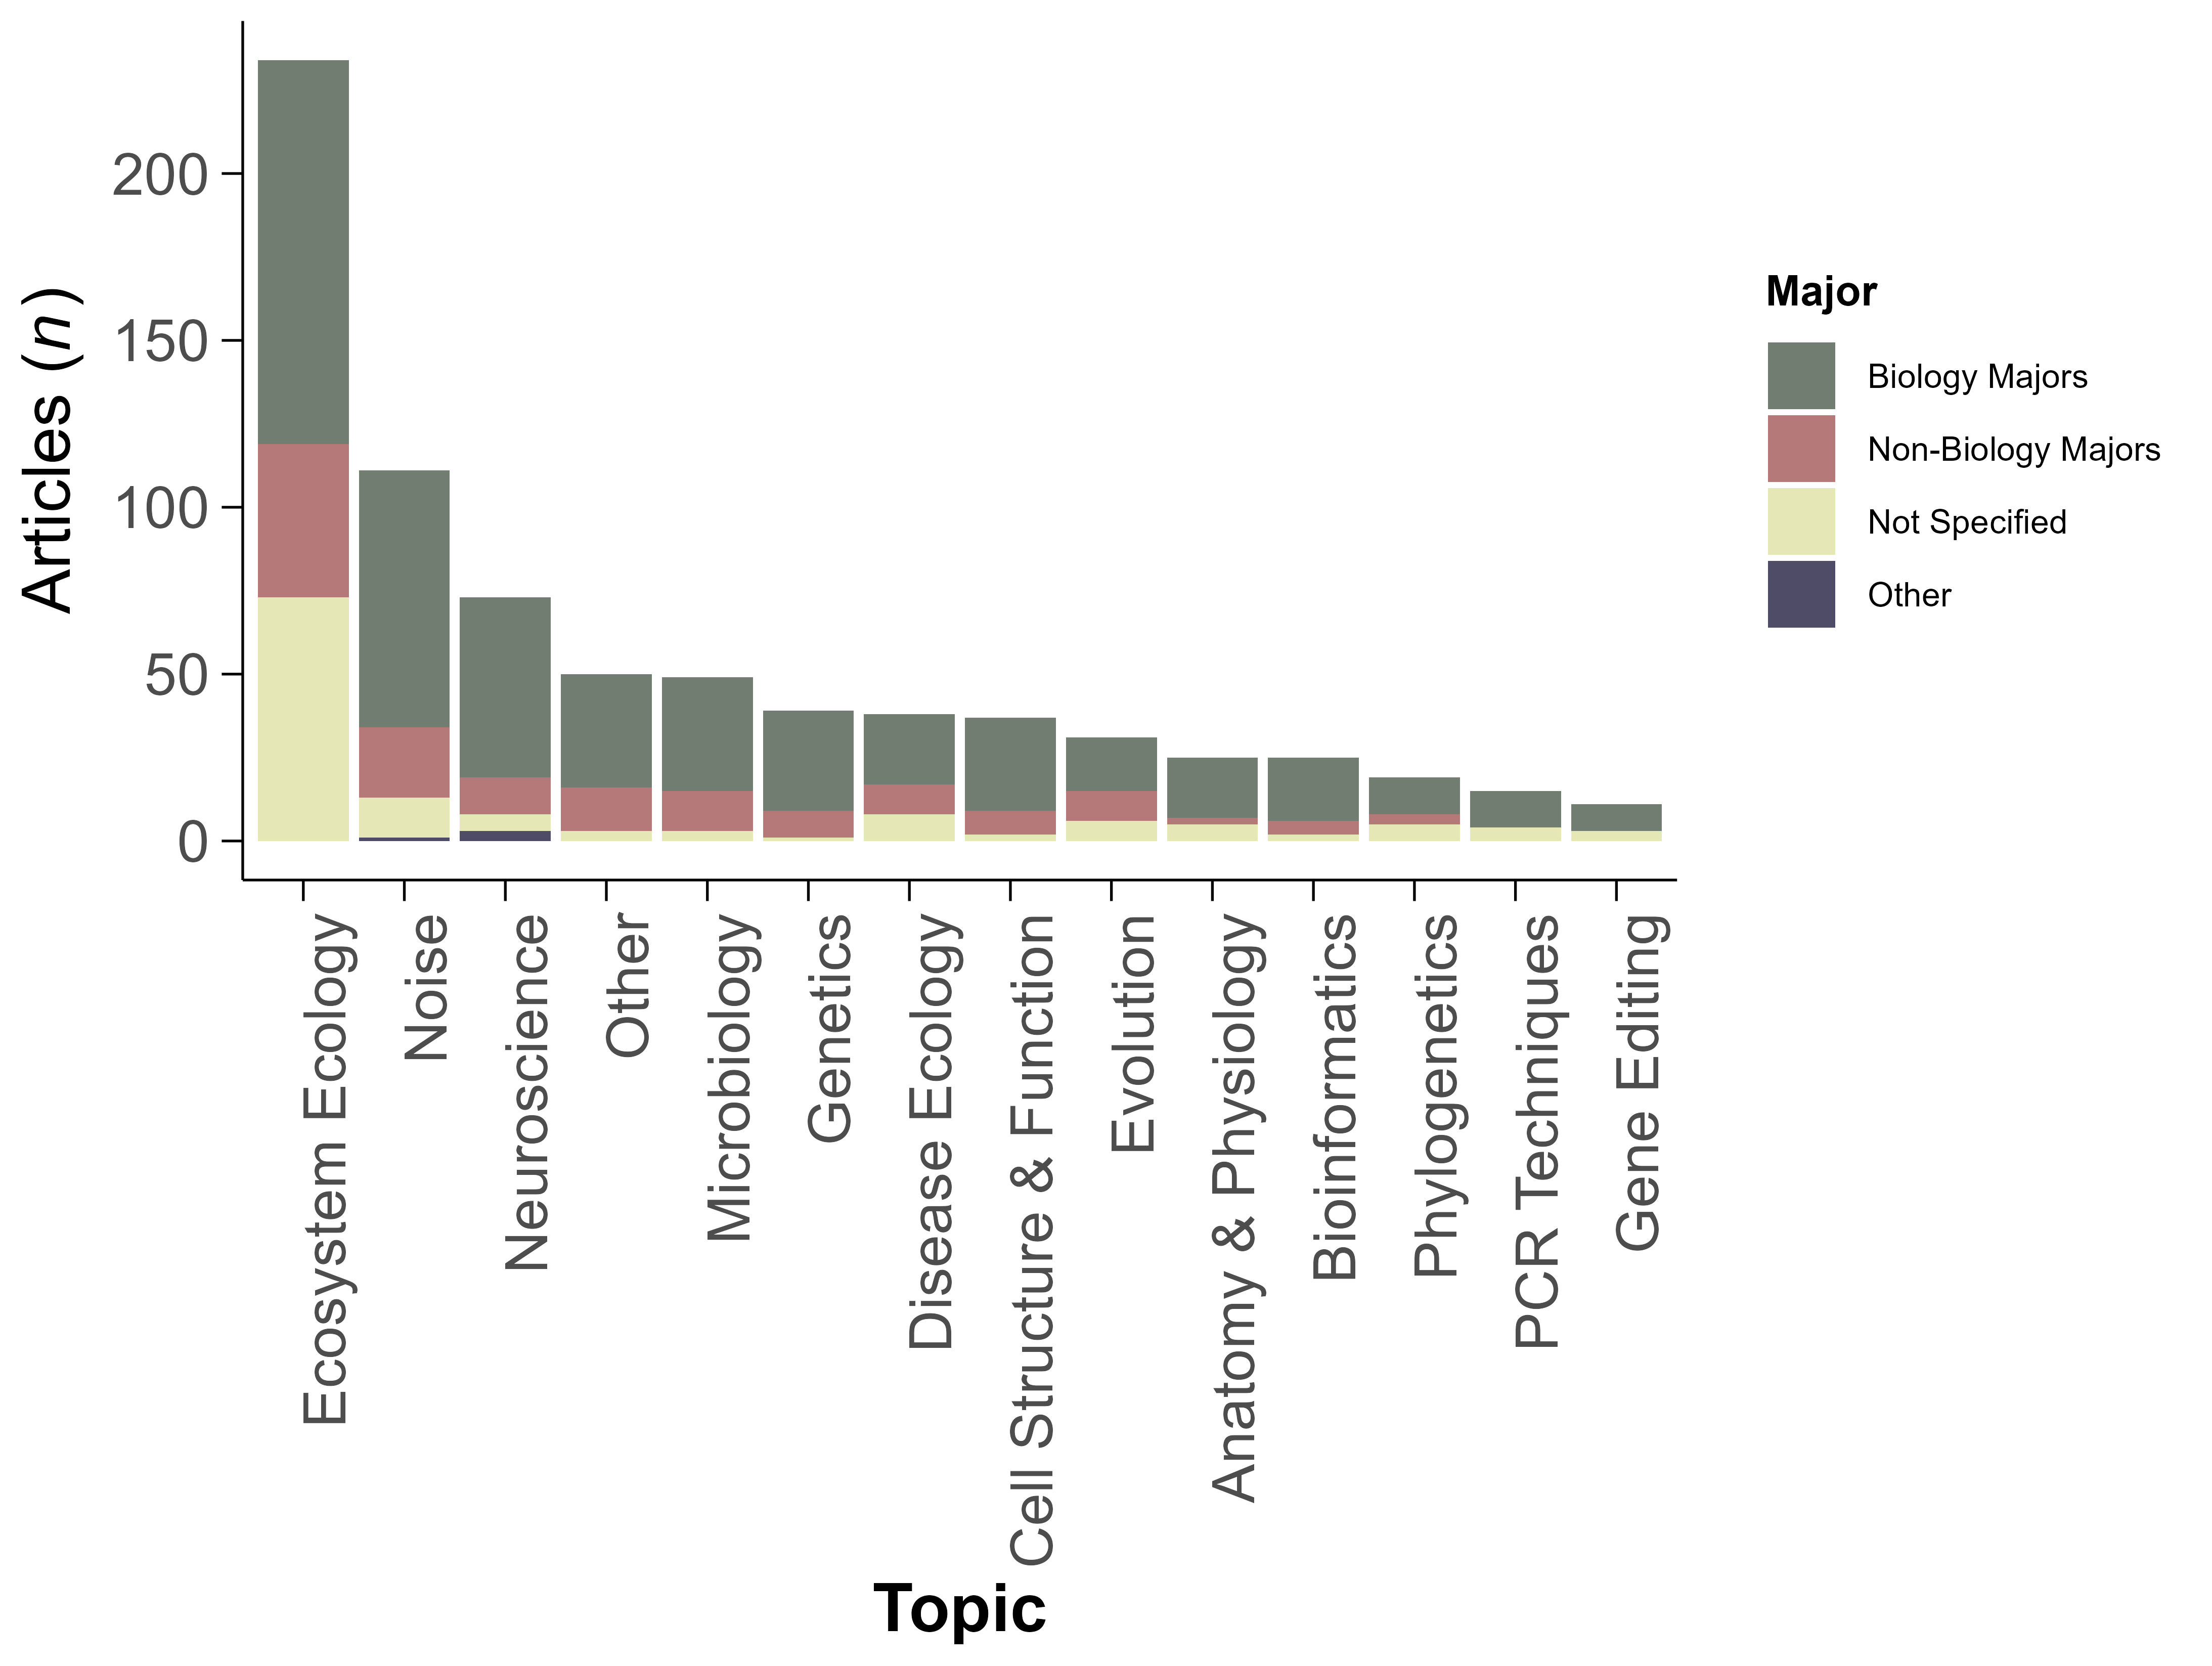 Articles (n)
200
150
100
50
0
Ecosystem Ecology
Noise
Neuroscience
Other
Microbiology
Genetics
Disease Ecology
Cell Structure & Function
Evolution
Anatomy & Physiology
Bioinformatics
Phylogenetics
PCR Techniques
Gene Editing
Topic
Major
Biology Majors
Non-Biology Majors
Not Specified
Other